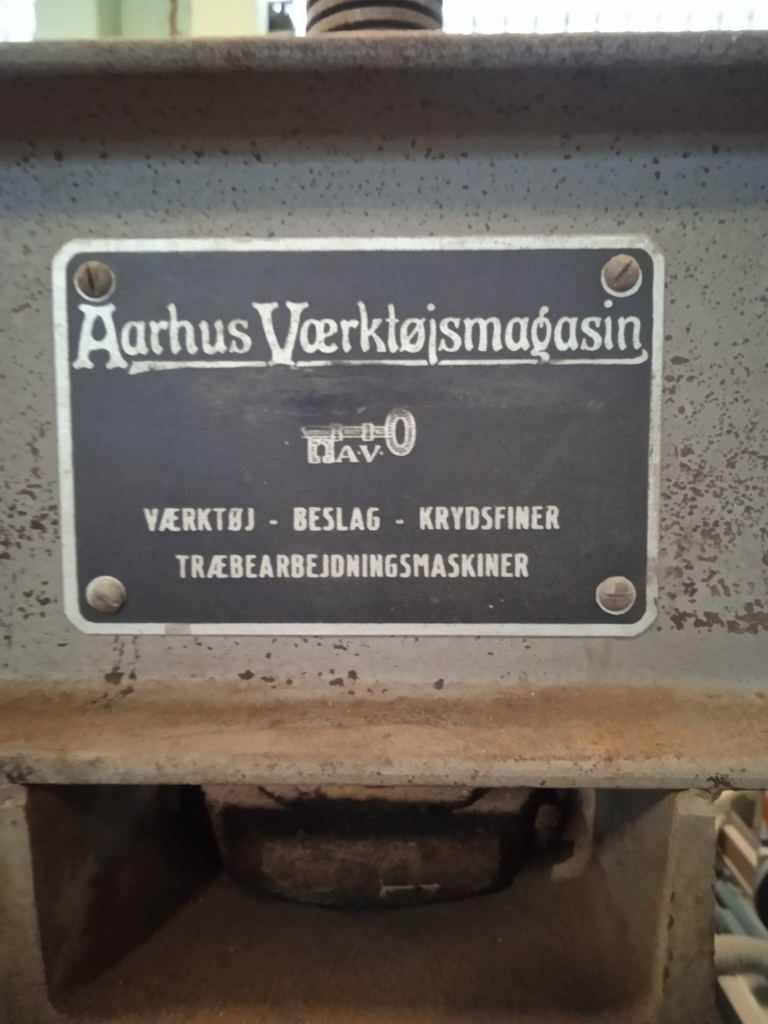 Aarhus Værktøjsmagasin
A.V.
VÆRKTØJ - BESLAG - KRYDSFINER
TRÆBEARBEJDNINGSMASKINER